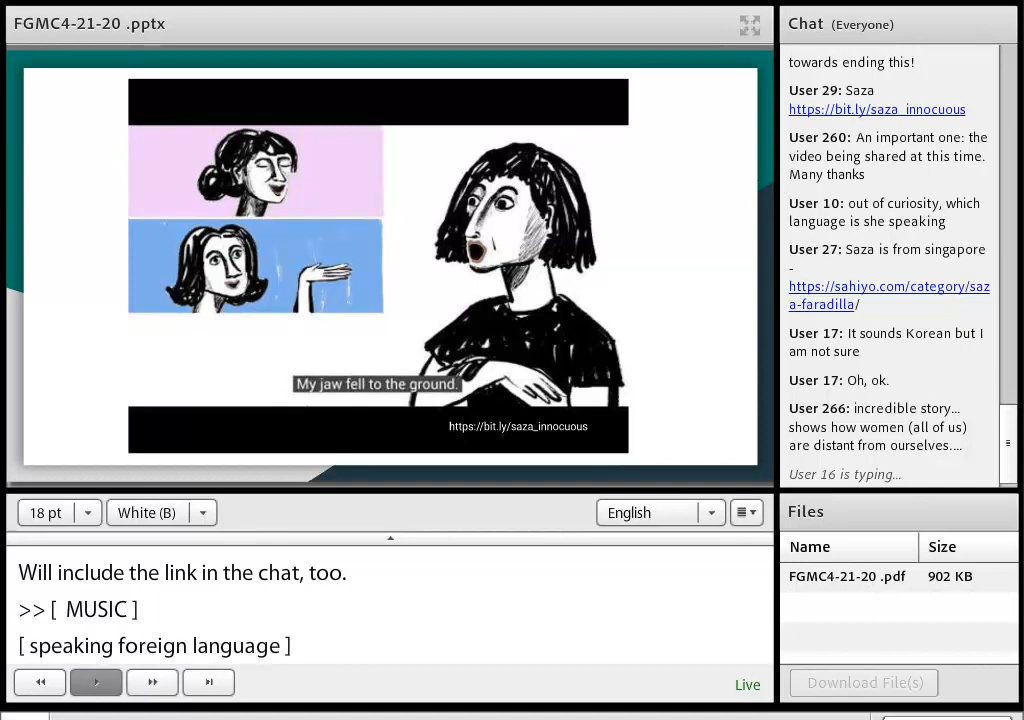 FGMC4-21-20 .pptx
My jaw fell to the ground.
https://bit.ly/saza_innocuous
Chat (Everyone)
towards ending this!
User 29: Saza
https://bit.ly/saza_innocuous
User 260: An important one: the
video being shared at this time.
Many thanks
User 10: out of curiosity, which
language is she speaking
User 27: Saza is from singapore
-
https://sahiyo.com/category/saz
a-faradilla/
User 17: It sounds Korean but I
am not sure
User 17: Oh, ok.
User 266: incredible story...
shows how women (all of us)
are distant from ourselves....
User 16 is typing...
18 pt
White (B)
English
Will include the link in the chat, too.
>> [ MUSIC ]
[ speaking foreign language ]
Live
Files
Name Size
FGMC4-21-20 .pdf 902 KB
Download File(s)